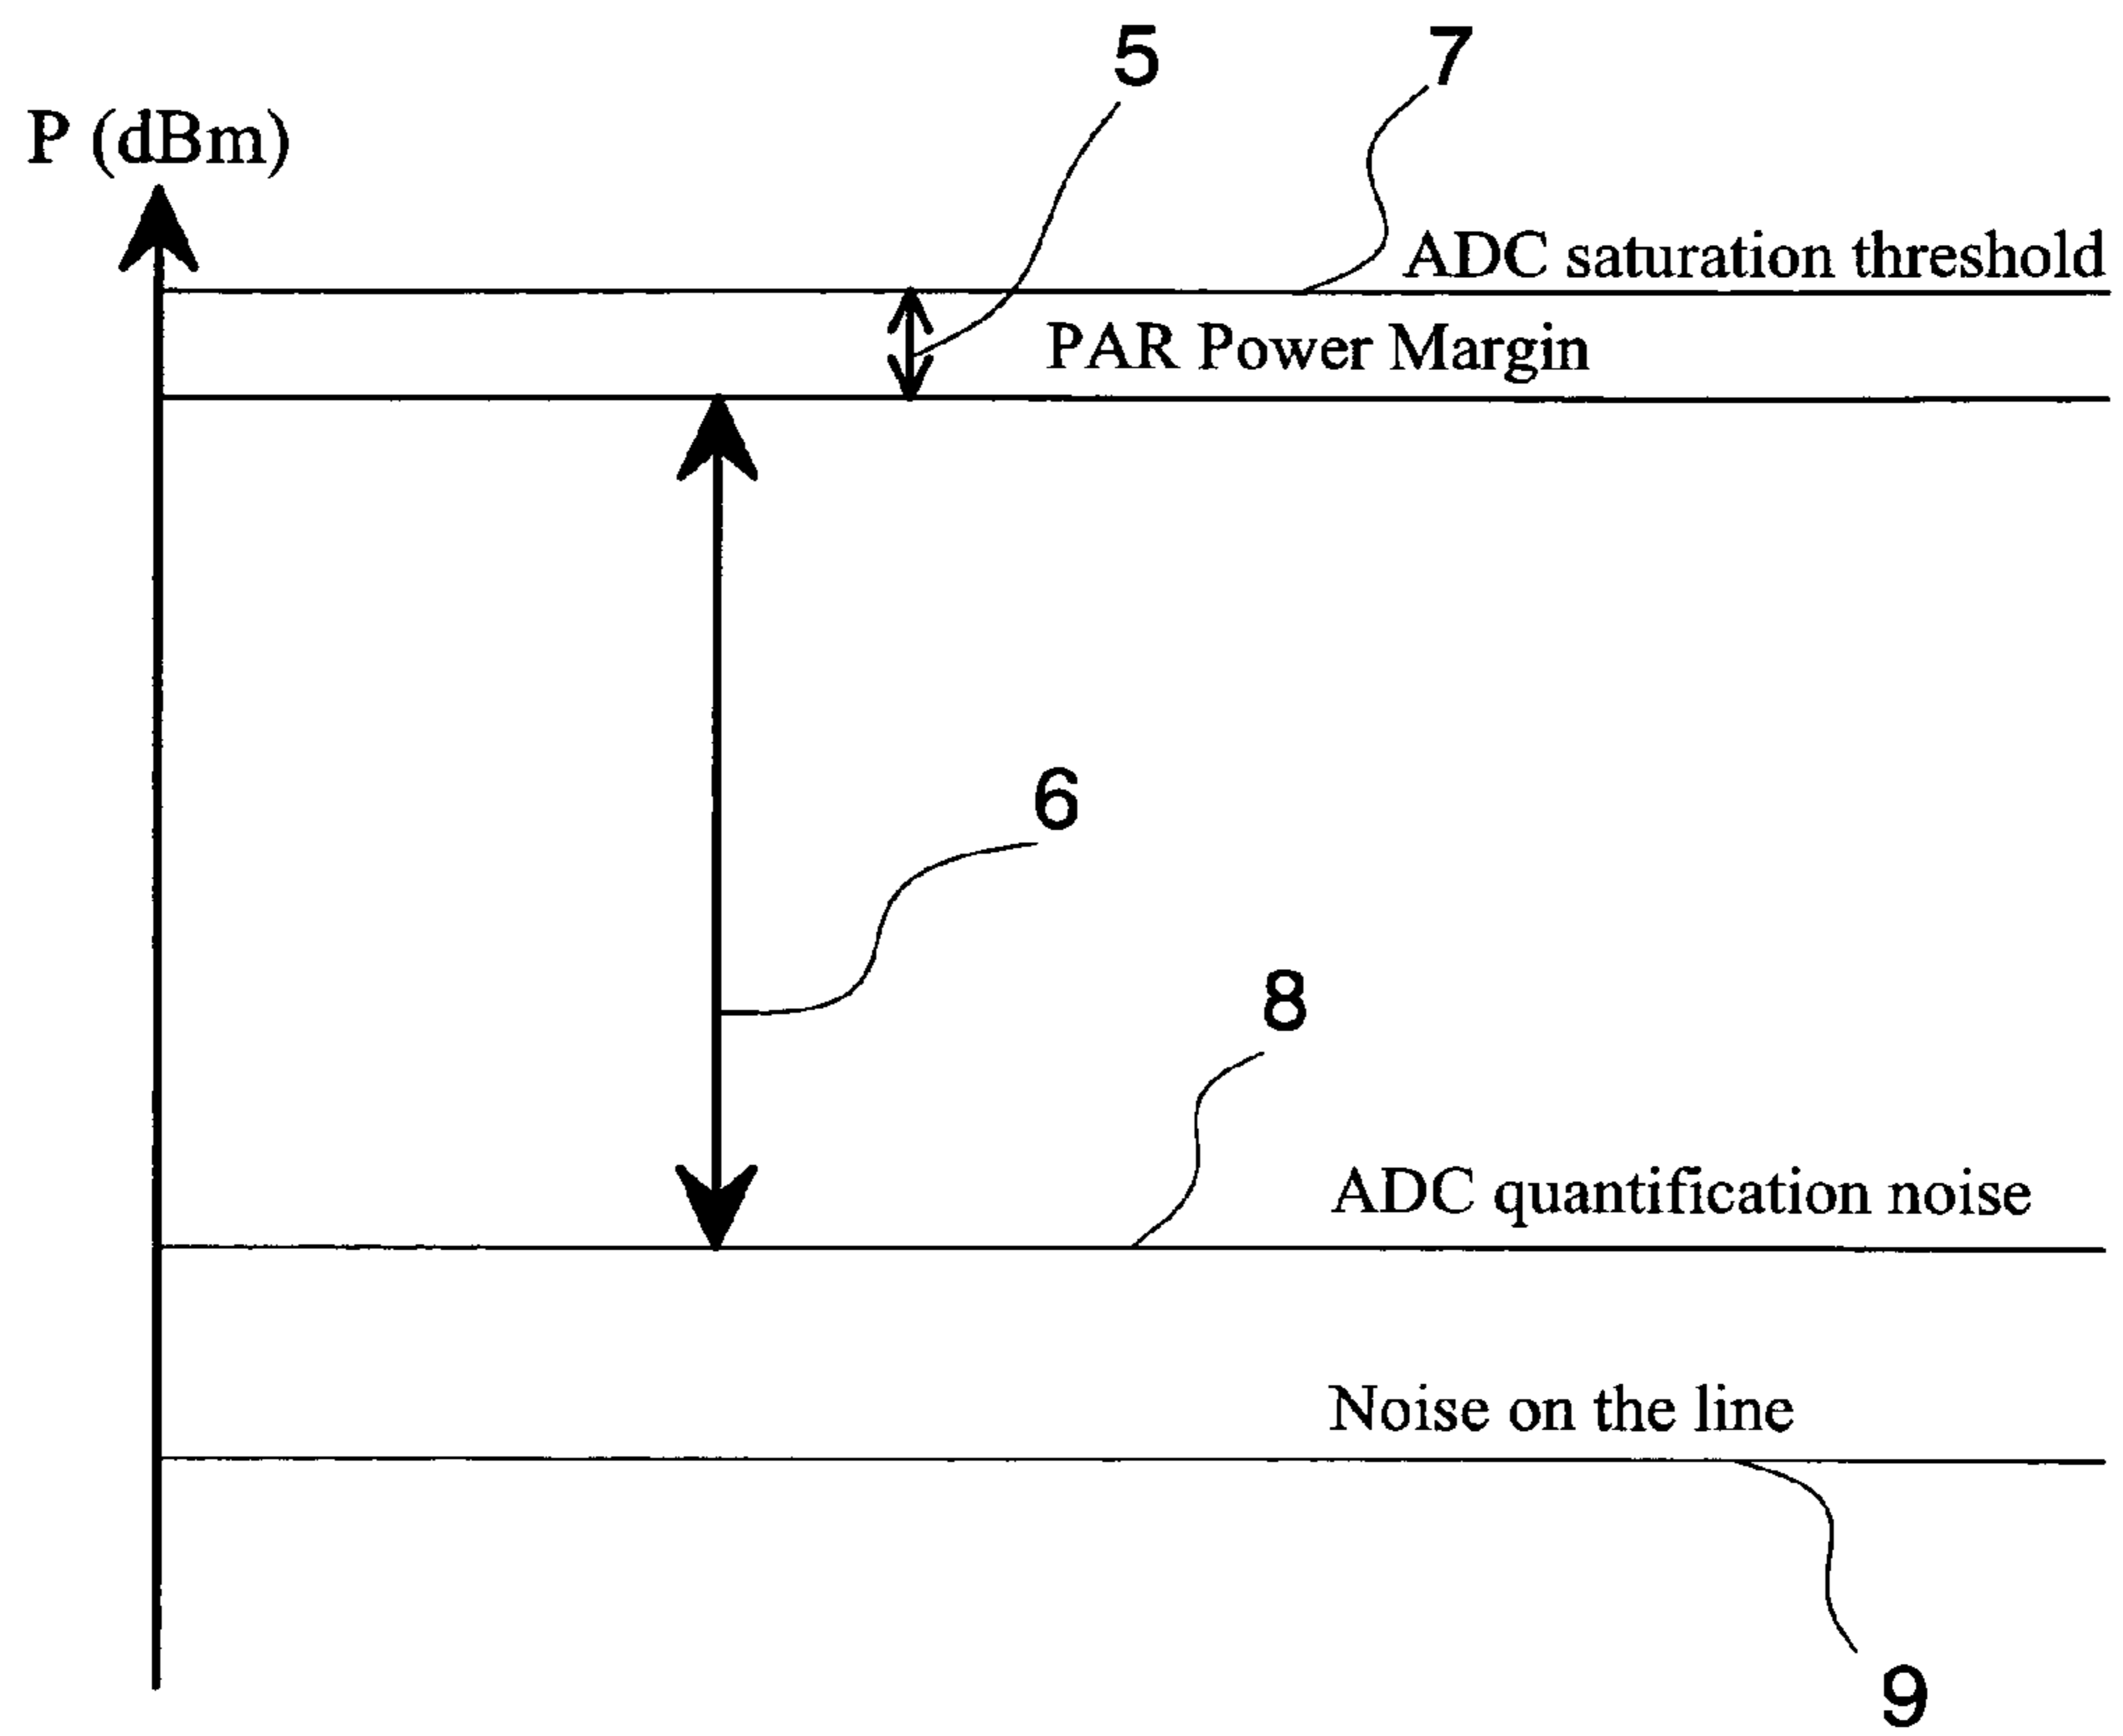 5
7
P (dBm)
ADC saturation threshold
PAR Power Margin
6
8
ADC quantification noise
Noise on the line
9